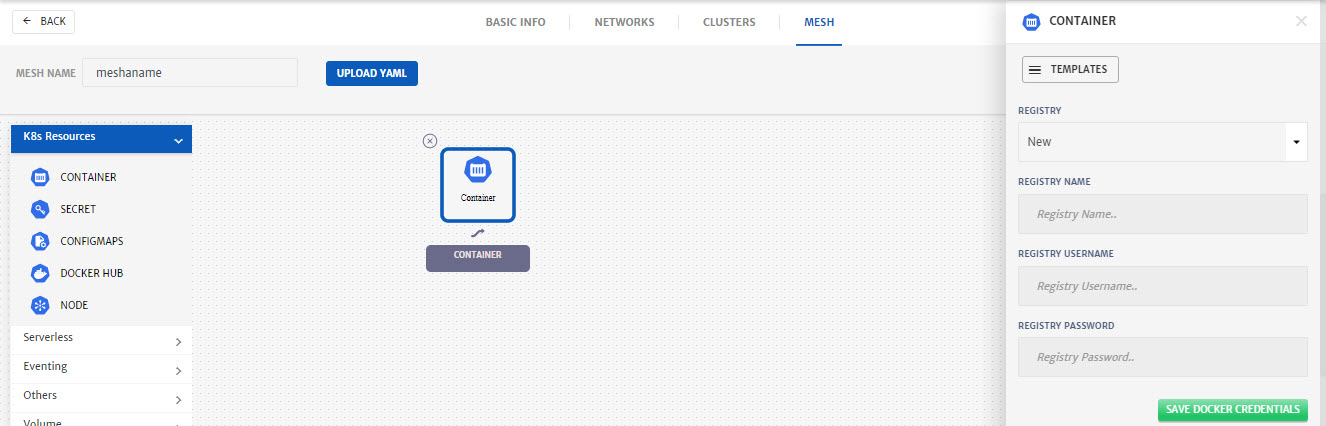 BACK
BASIC INFO
NETWORKS
CLUSTERS
MESH
MESH NAME
meshaname
UPLOAD YAML
K8s Resources
CONTAINER
SECRET
CONFIGMAPS
DOCKER HUB
NODE
Serverless
Eventing
Others
Volume
Container
CONTAINER
CONTAINER
TEMPLATES
REGISTRY
New
REGISTRY NAME
Registry Name..
REGISTRY USERNAME
Registry Username..
REGISTRY PASSWORD
Registry Password..
SAVE DOCKER CREDENTIALS